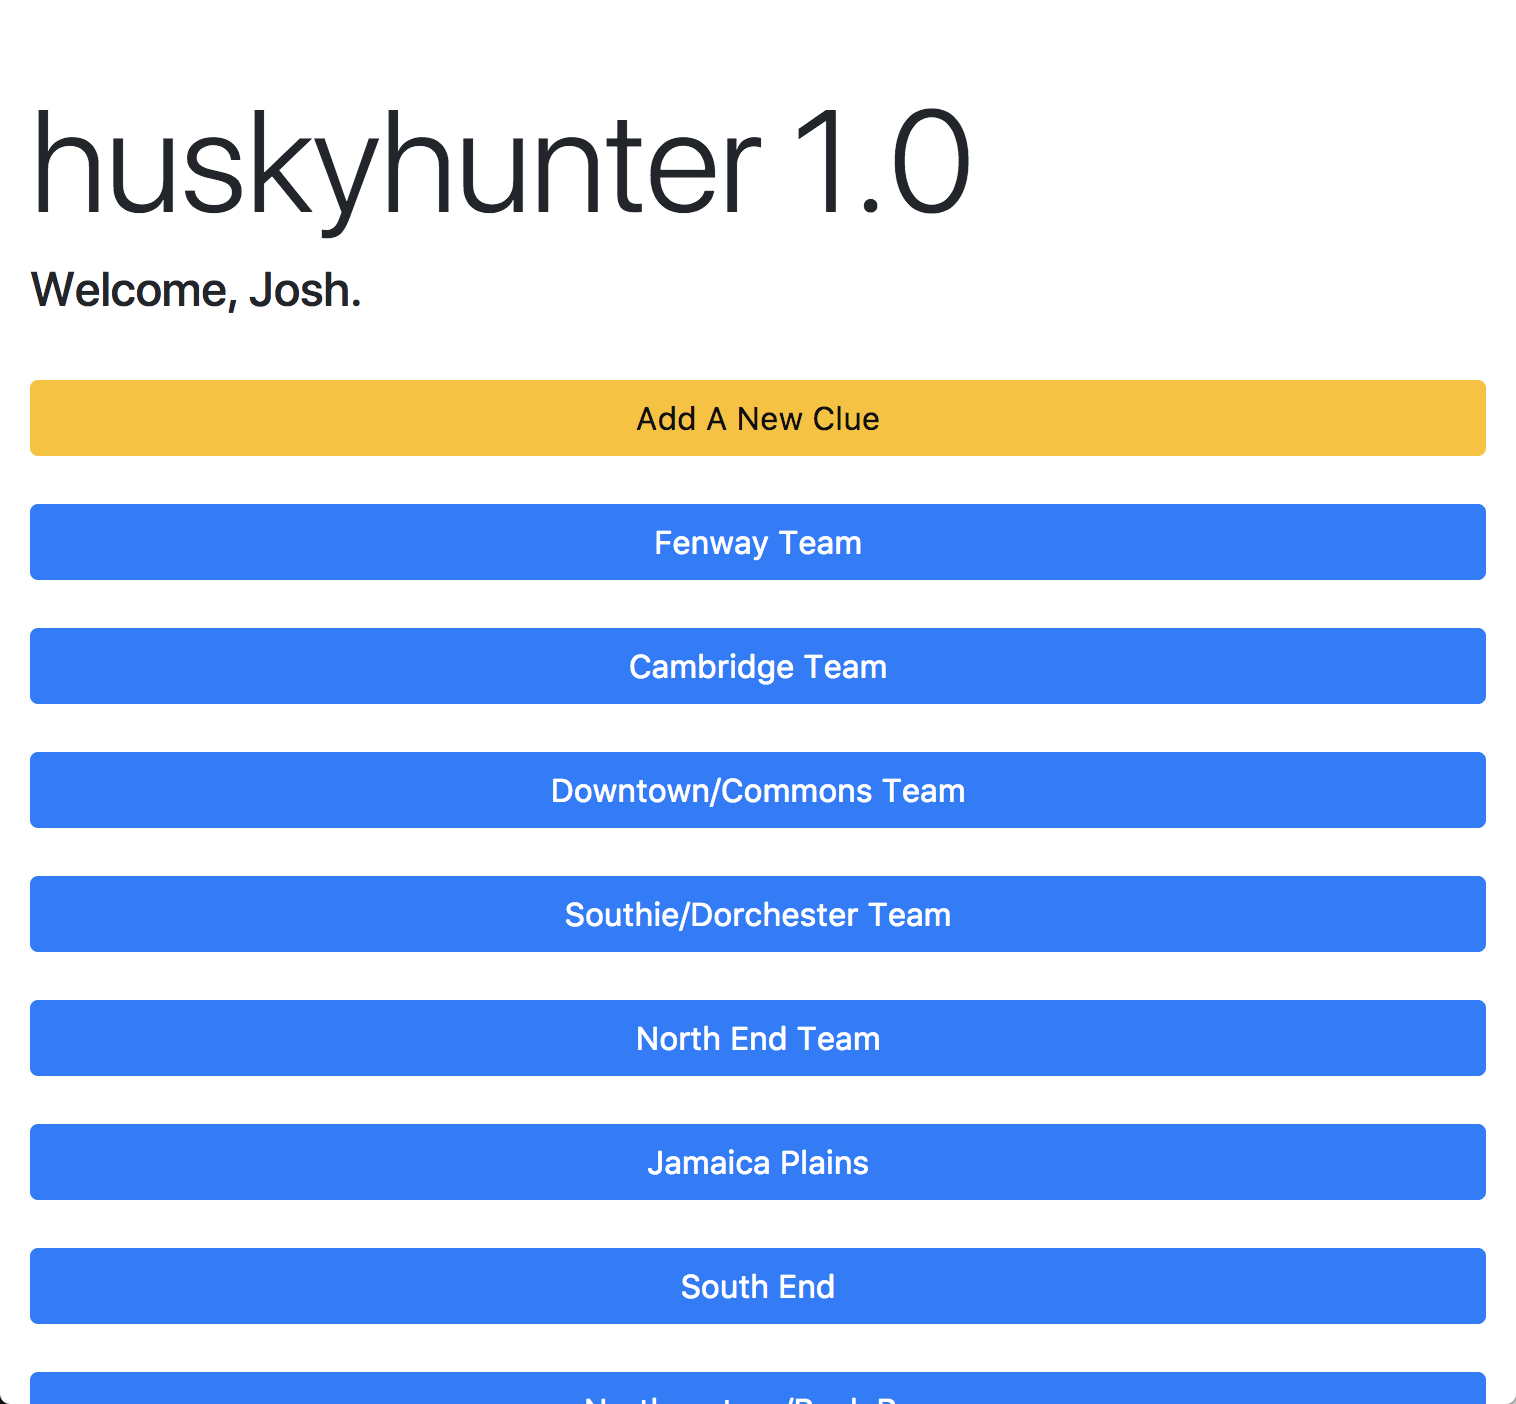 huskyhunter 1.0
Welcome, Josh.
Add A New Clue
Fenway Team
Cambridge Team
Downtown/Commons Team
Southie/Dorchester Team
North End Team
Jamaica Plains
South End